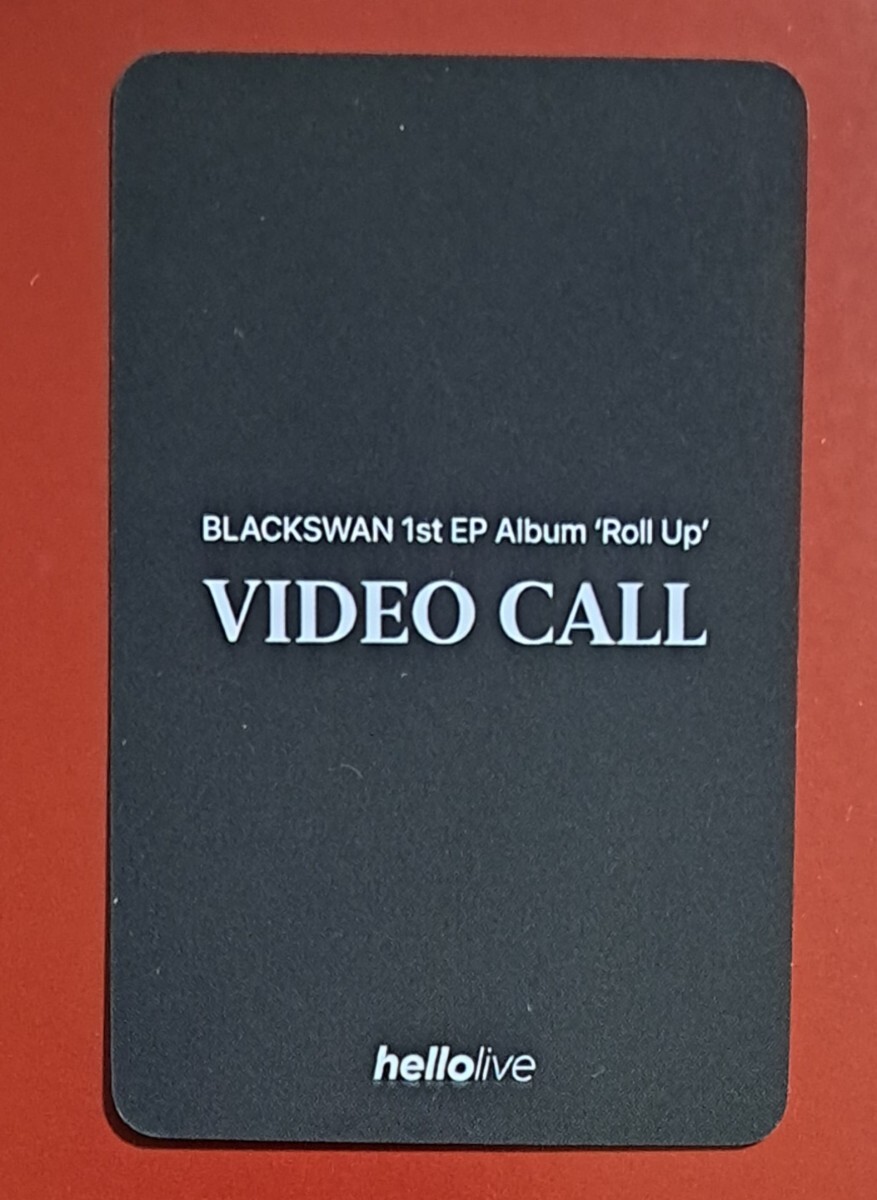 BLACKSWAN 1st EP Album ‘Roll Up’
VIDEO CALL
hellolive